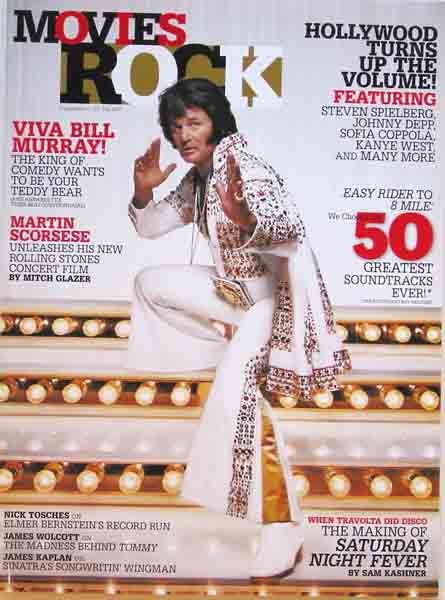 MOVIES
ROCK
HOLLYWOOD
TURNS
UP THE
VOLUME!
FEATURING
STEVEN SPIELBERG,
JOHNNY DEPP,
SOFIA COPPOLA,
KANYE WEST,
AND MANY MORE
VIVA BILL
MURRAY!
THE KING OF
COMEDY WANTS
TO BE YOUR
TEDDY BEAR
MARTIN
SCORSESE
UNLEASHES HIS NEW
ROLLING STONES
CONCERT FILM
BY MITCH GLAZER
EASY RIDER TO
8 MILE:
We Choose the
50
GREATEST
SOUNDTRACKS
EVER!*
NICK TOSCHES ON
ELMER BERNSTEIN'S RECORD RUN
JAMES WOLCOTT ON
THE MADNESS BEHIND TOMMY
JAMES KAPLAN ON
SINATRA'S SONGWRITIN' WINGMAN
WHEN TRAVOLTA DID DISCO
THE MAKING OF
SATURDAY
NIGHT FEVER
BY SAM KASHNER